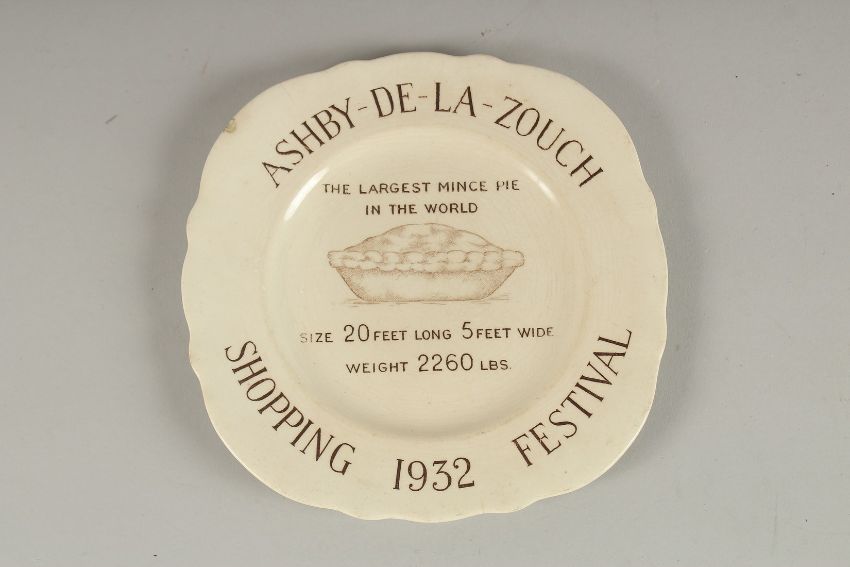 ASHBY-DE-LA-ZOUCH
THE LARGEST MINCE PIE
IN THE WORLD
SIZE 20 FEET LONG 5 FEET WIDE
WEIGHT 2260 LBS.
SHOPPING 1932 FESTIVAL